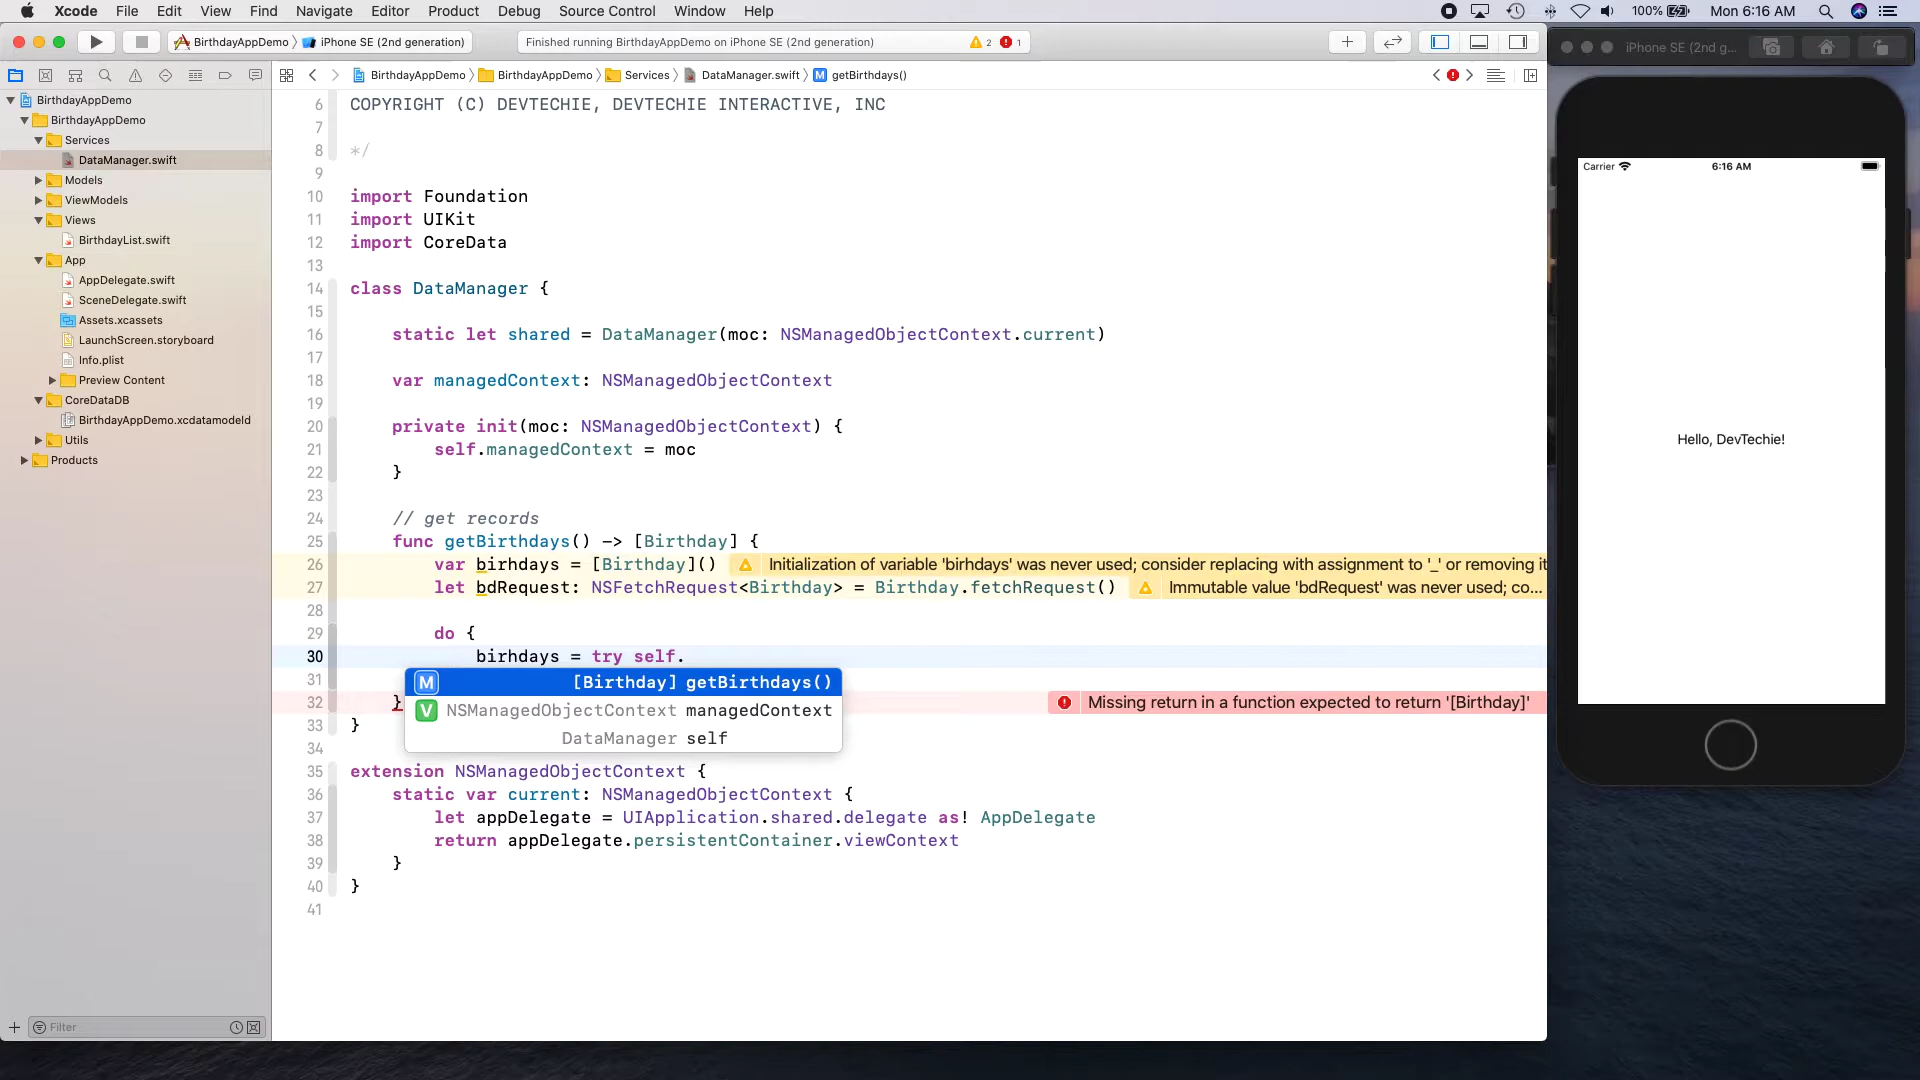 Xcode File Edit View Find Navigate Editor Product Debug Source Control Window Help
100% Mon 6:16 AM
BirthdayAppDemo iPhone SE (2nd generation)
Finished running BirthdayAppDemo on iPhone SE (2nd generation) 2 1
iPhone SE (2nd g...
BirthdayAppDemo BirthdayAppDemo Services DataManager.swift M getBirthdays()
BirthdayAppDemo
BirthdayAppDemo
Services
DataManager.swift
Models
ViewModels
Views
BirthdayList.swift
App
AppDelegate.swift
SceneDelegate.swift
Assets.xcassets
LaunchScreen.storyboard
Info.plist
Preview Content
CoreDataDB
BirthdayAppDemo.xcdatamodeld
Utils
Products
Filter
6 COPYRIGHT (C) DEVTECHIE, DEVTECHIE INTERACTIVE, INC
7
8 */
9
10 import Foundation
11 import UIKit
12 import CoreData
13
14 class DataManager {
15
16 static let shared = DataManager(moc: NSManagedObjectContext.current)
17
18 var managedContext: NSManagedObjectContext
19
20 private init(moc: NSManagedObjectContext) {
21 self.managedContext = moc
22 }
23
24 // get records
25 func getBirthdays() -> [Birthday] {
26 var birhdays = [Birthday]() Initialization of variable 'birhdays' was never used; consider replacing with assignment to '_' or removing it
27 let bdRequest: NSFetchRequest<Birthday> = Birthday.fetchRequest() Immutable value 'bdRequest' was never used; co...
28
29 do {
30 birhdays = try self.
31
M [Birthday] getBirthdays()
32 } Missing return in a function expected to return '[Birthday]'
V NSManagedObjectContext managedContext
33 }
DataManager self
34
35 extension NSManagedObjectContext {
36 static var current: NSManagedObjectContext {
37 let appDelegate = UIApplication.shared.delegate as! AppDelegate
38 return appDelegate.persistentContainer.viewContext
39 }
40 }
41
Carrier 6:16 AM
Hello, DevTechie!